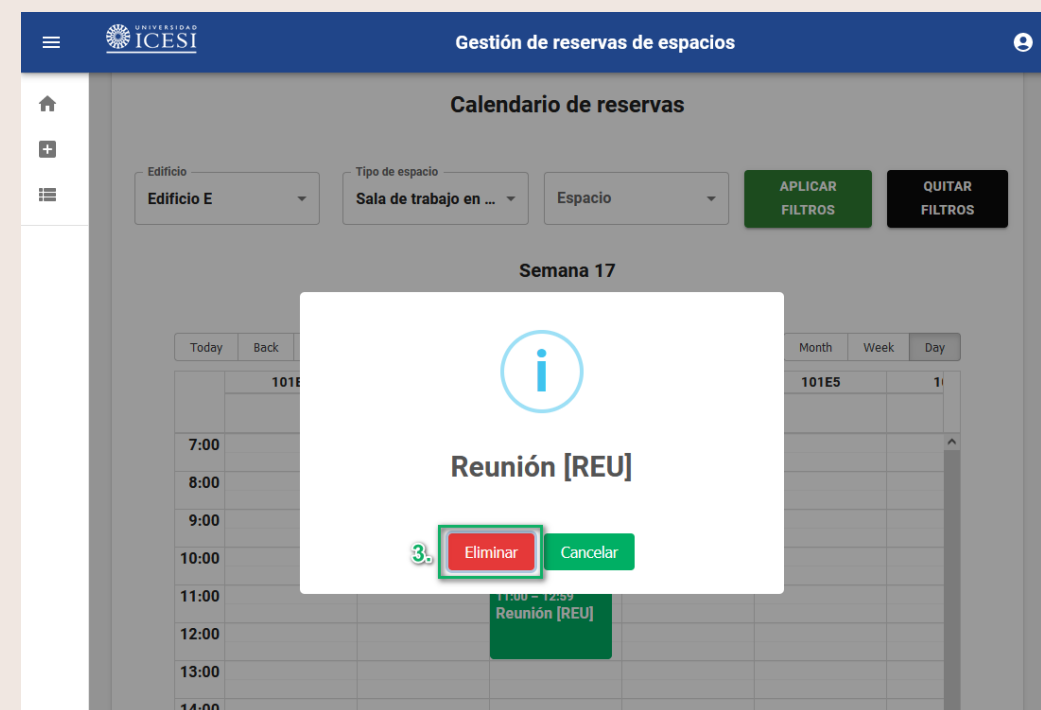 UNIVERSIDAD
ICESI
Gestión de reservas de espacios
Calendario de reservas
Edificio
Edificio E
Tipo de espacio
Sala de trabajo en ...
Espacio
APLICAR
FILTROS
QUITAR
FILTROS
Semana 17
Today Back Month Week Day
101E5
7:00
8:00
9:00
10:00
11:00
12:00
13:00
14:00
i
Reunión [REU]
3. Eliminar Cancelar
11:00 – 12:59
Reunión [REU]